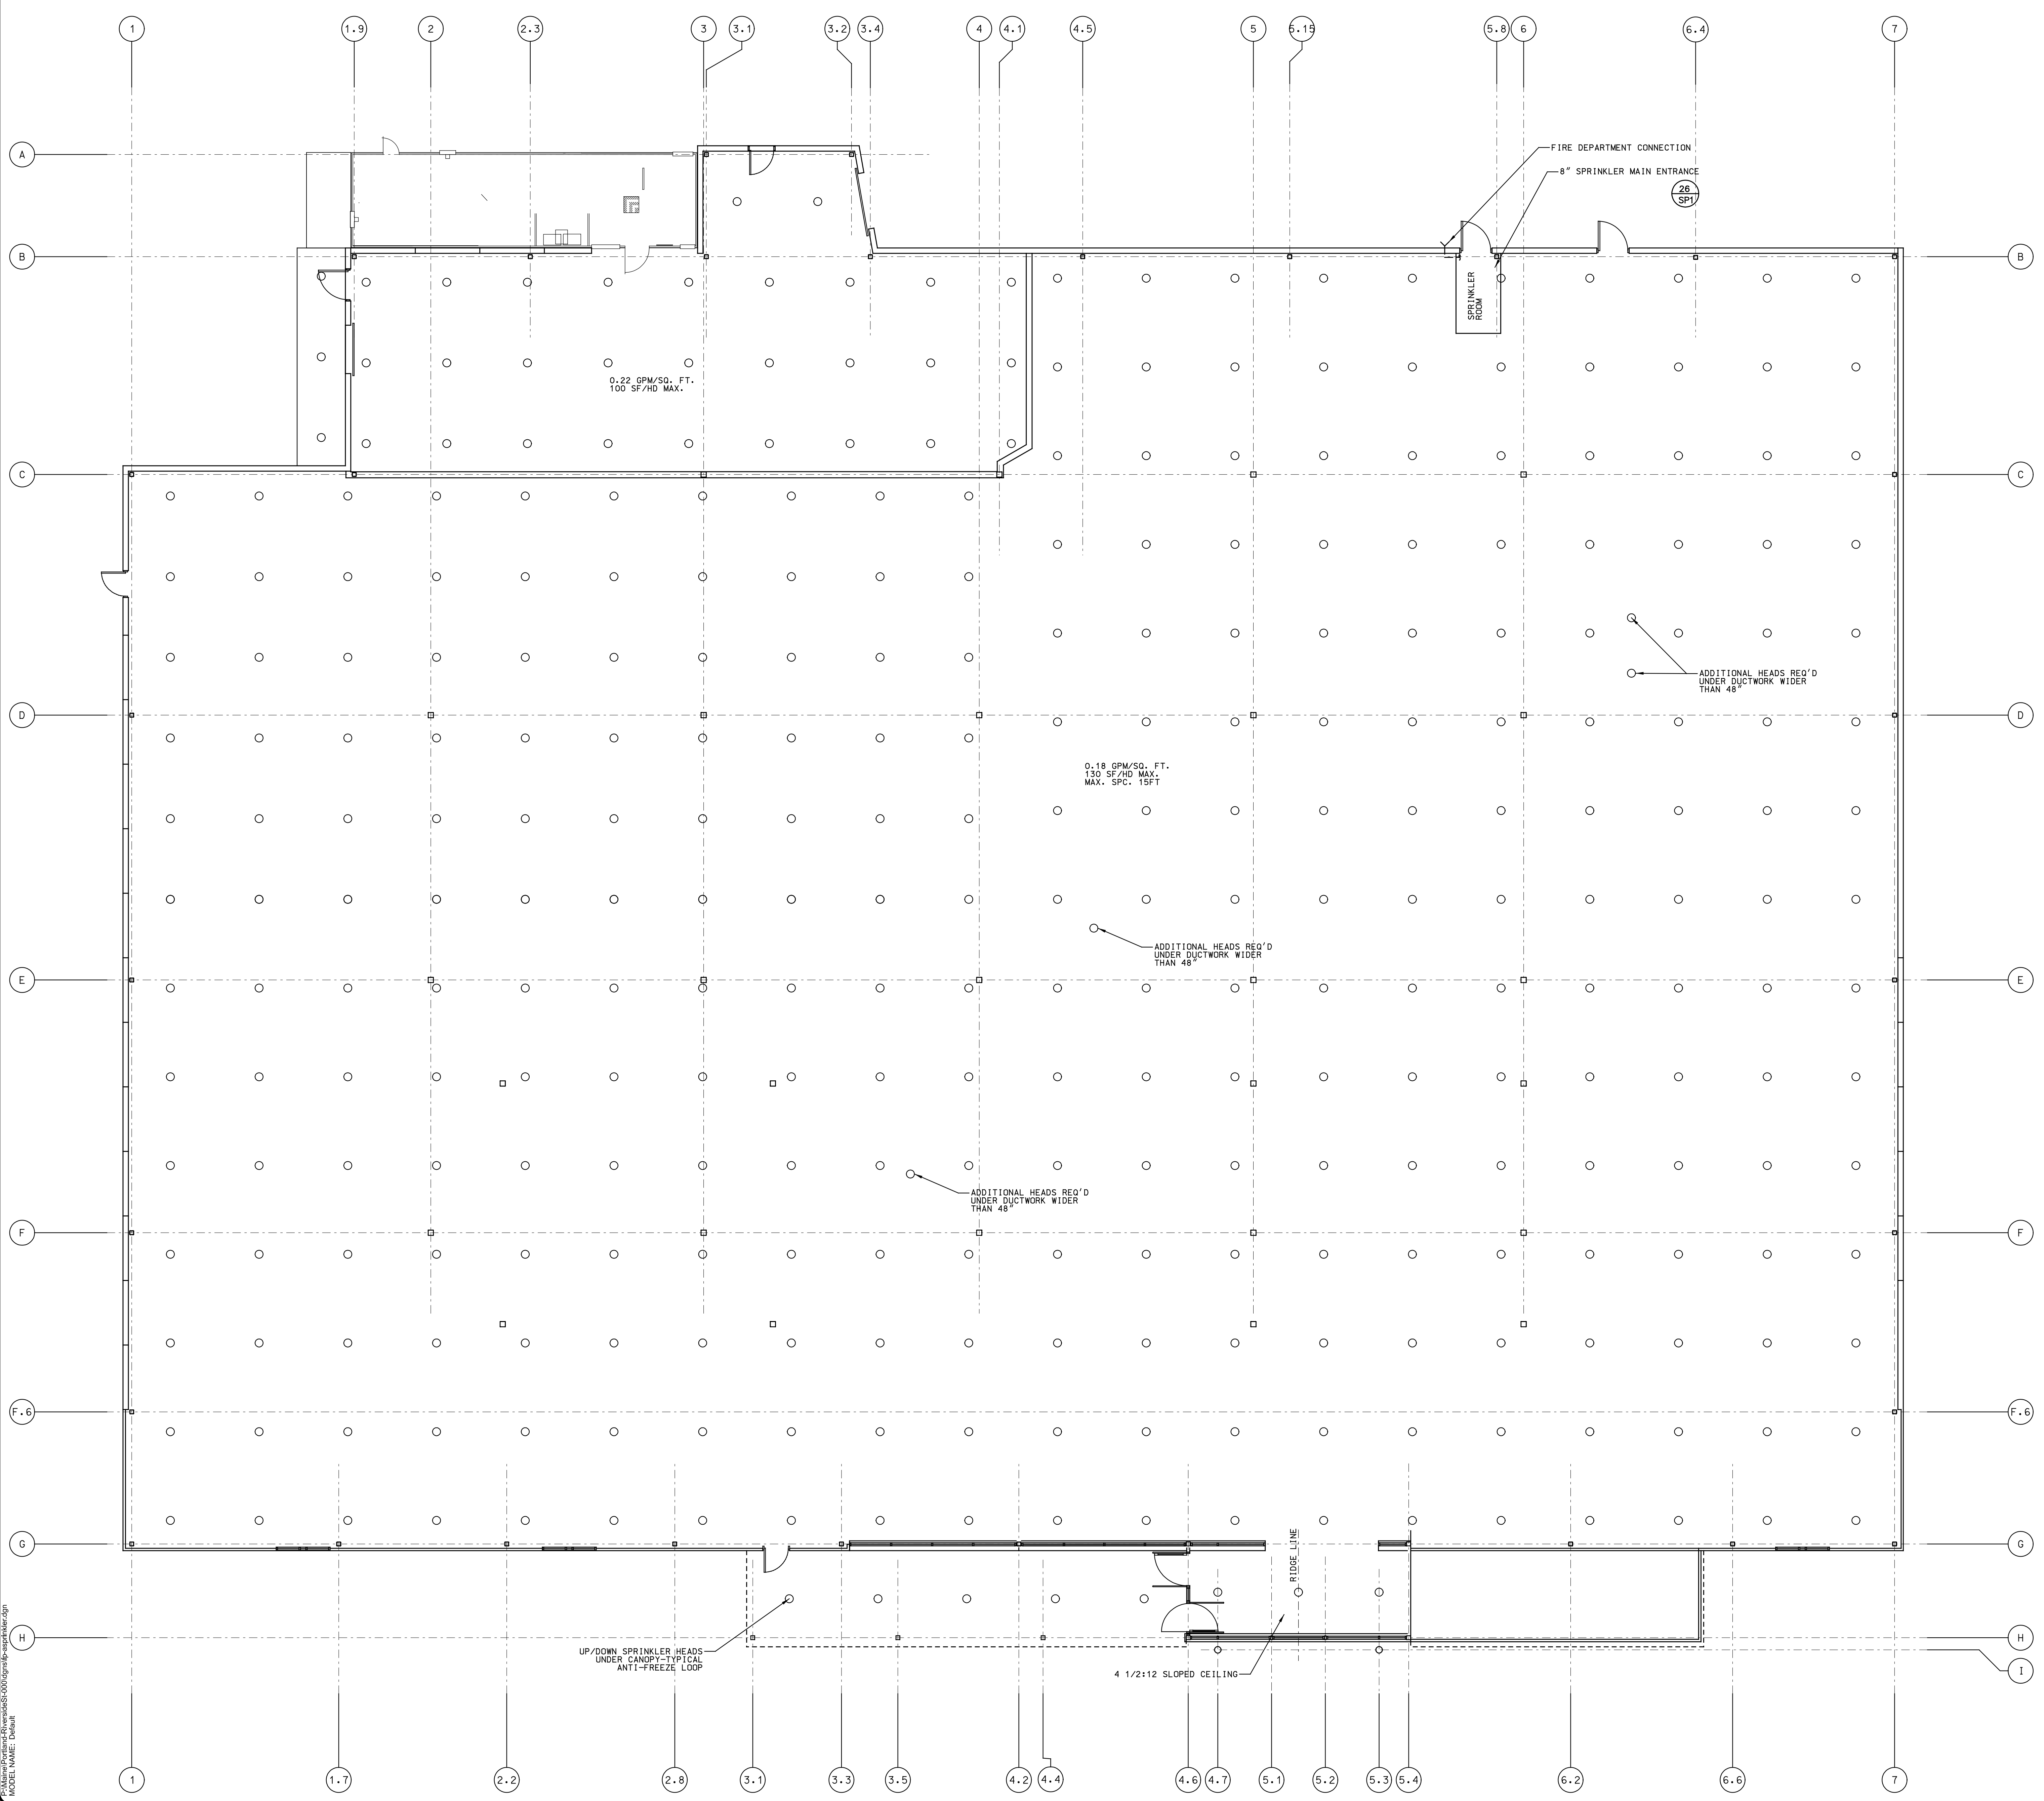 1
1.9
2
2.3
3
3.1
3.2
3.4
4
4.1
4.5
5
5.15
5.8
6
6.4
7
A
FIRE DEPARTMENT CONNECTION
8" SPRINKLER MAIN ENTRANCE
26
SP1
B
B
SPRINKLER
ROOM
0.22 GPM/SQ. FT.
100 SF/HD MAX.
C
C
ADDITIONAL HEADS REQ'D
UNDER DUCTWORK WIDER
THAN 48"
D
D
0.18 GPM/SQ. FT.
130 SF/HD MAX.
MAX. SPC. 15FT
ADDITIONAL HEADS REQ'D
UNDER DUCTWORK WIDER
THAN 48"
E
E
ADDITIONAL HEADS REQ'D
UNDER DUCTWORK WIDER
THAN 48"
F
F
F.6
F.6
G
G
RIDGE LINE
H
H
UP/DOWN SPRINKLER HEADS
UNDER CANOPY-TYPICAL
ANTI-FREEZE LOOP
4 1/2:12 SLOPED CEILING
I
1
1.7
2.2
2.8
3.1
3.3
3.5
4.2
4.4
4.6
4.7
5.1
5.2
5.3
5.4
6.2
6.6
7
MODEL NAME: Default